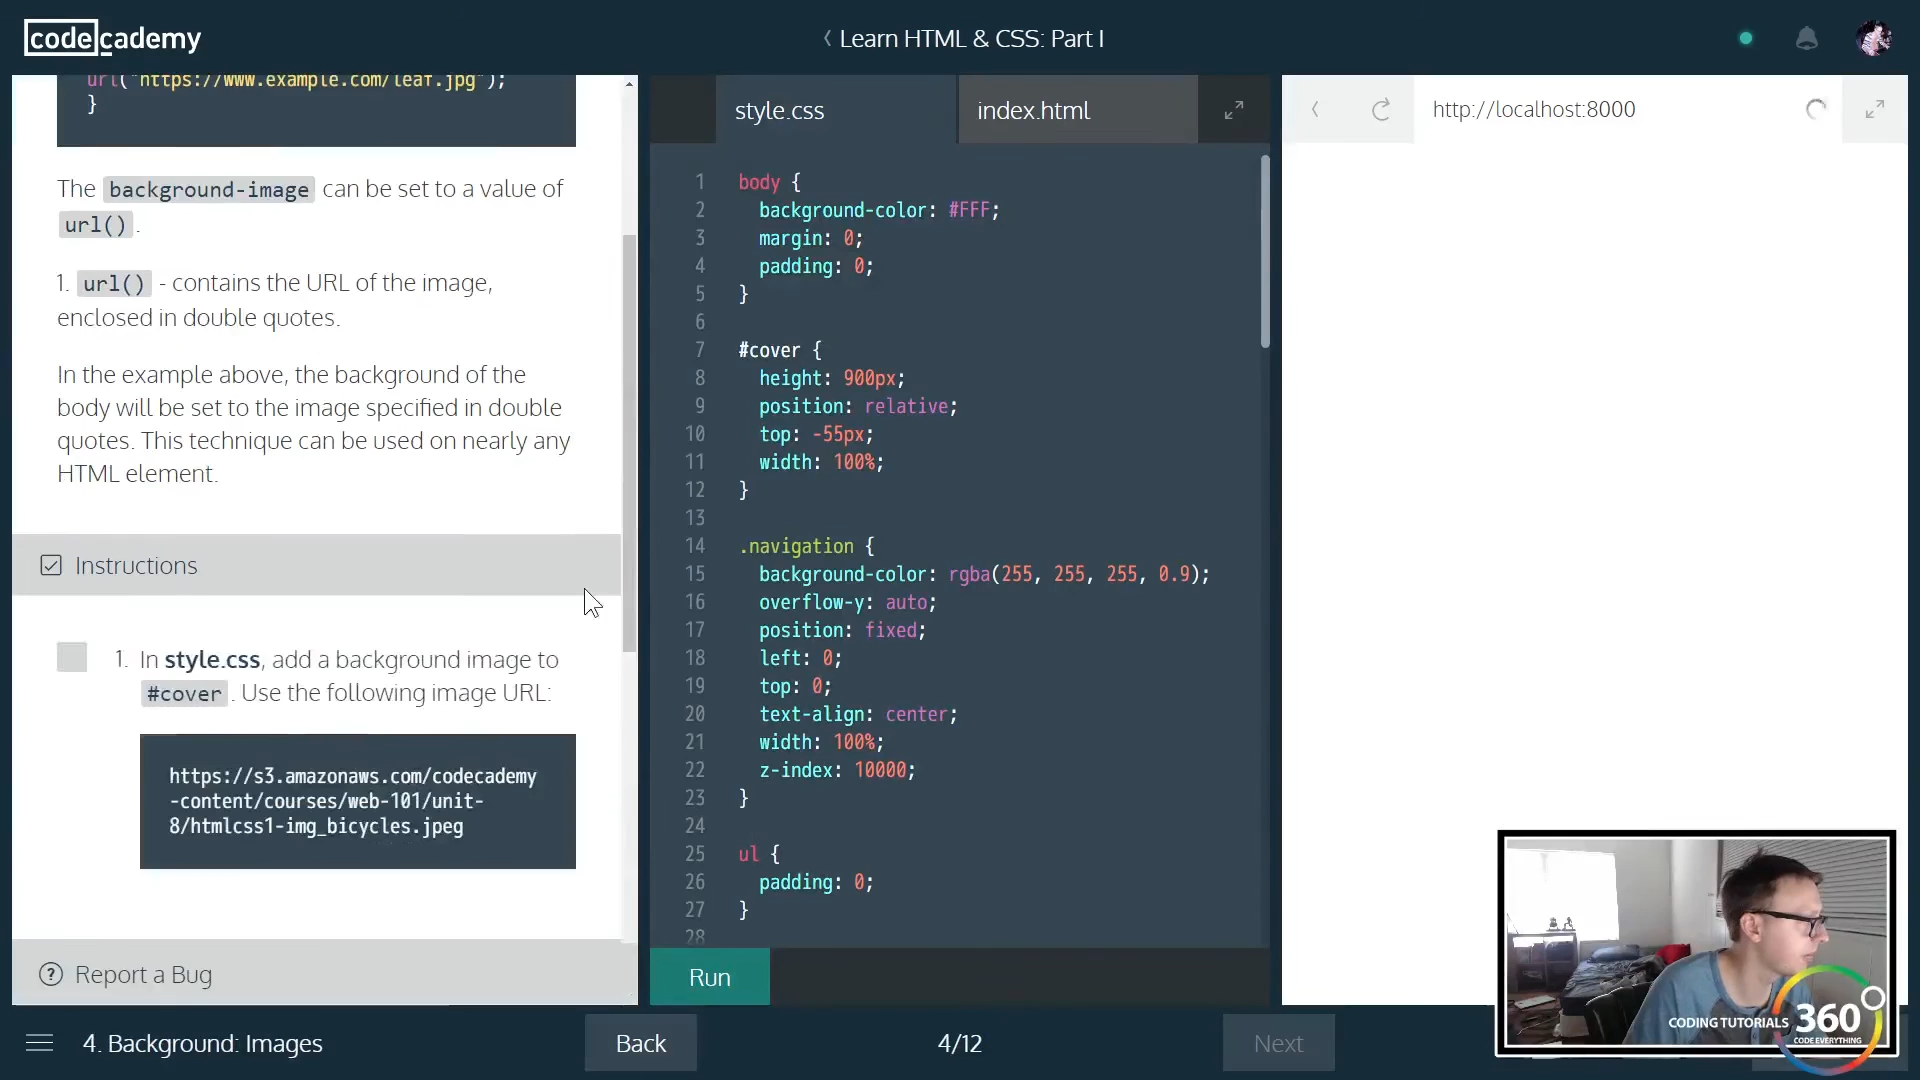 codecademy
Learn HTML & CSS: Part I
url("https://www.example.com/leaf.jpg");
}
The background-image can be set to a value of
url().
1. url() - contains the URL of the image,
enclosed in double quotes.
In the example above, the background of the
body will be set to the image specified in double
quotes. This technique can be used on nearly any
HTML element.
Instructions
1. In style.css, add a background image to
#cover. Use the following image URL:
https://s3.amazonaws.com/codecademy
-content/courses/web-101/unit-
8/htmlcss1-img_bicycles.jpeg
? Report a Bug
style.css
index.html
1 body {
2 background-color: #FFF;
3 margin: 0;
4 padding: 0;
5 }
6
7 #cover {
8 height: 900px;
9 position: relative;
10 top: -55px;
11 width: 100%;
12 }
13
14 .navigation {
15 background-color: rgba(255, 255, 255, 0.9);
16 overflow-y: auto;
17 position: fixed;
18 left: 0;
19 top: 0;
20 text-align: center;
21 width: 100%;
22 z-index: 10000;
23 }
24
25 ul {
26 padding: 0;
27 }
28
Run
http://localhost:8000
4. Background: Images
Back
4/12
Next
CODING TUTORIALS 360
CODE EVERYTHING